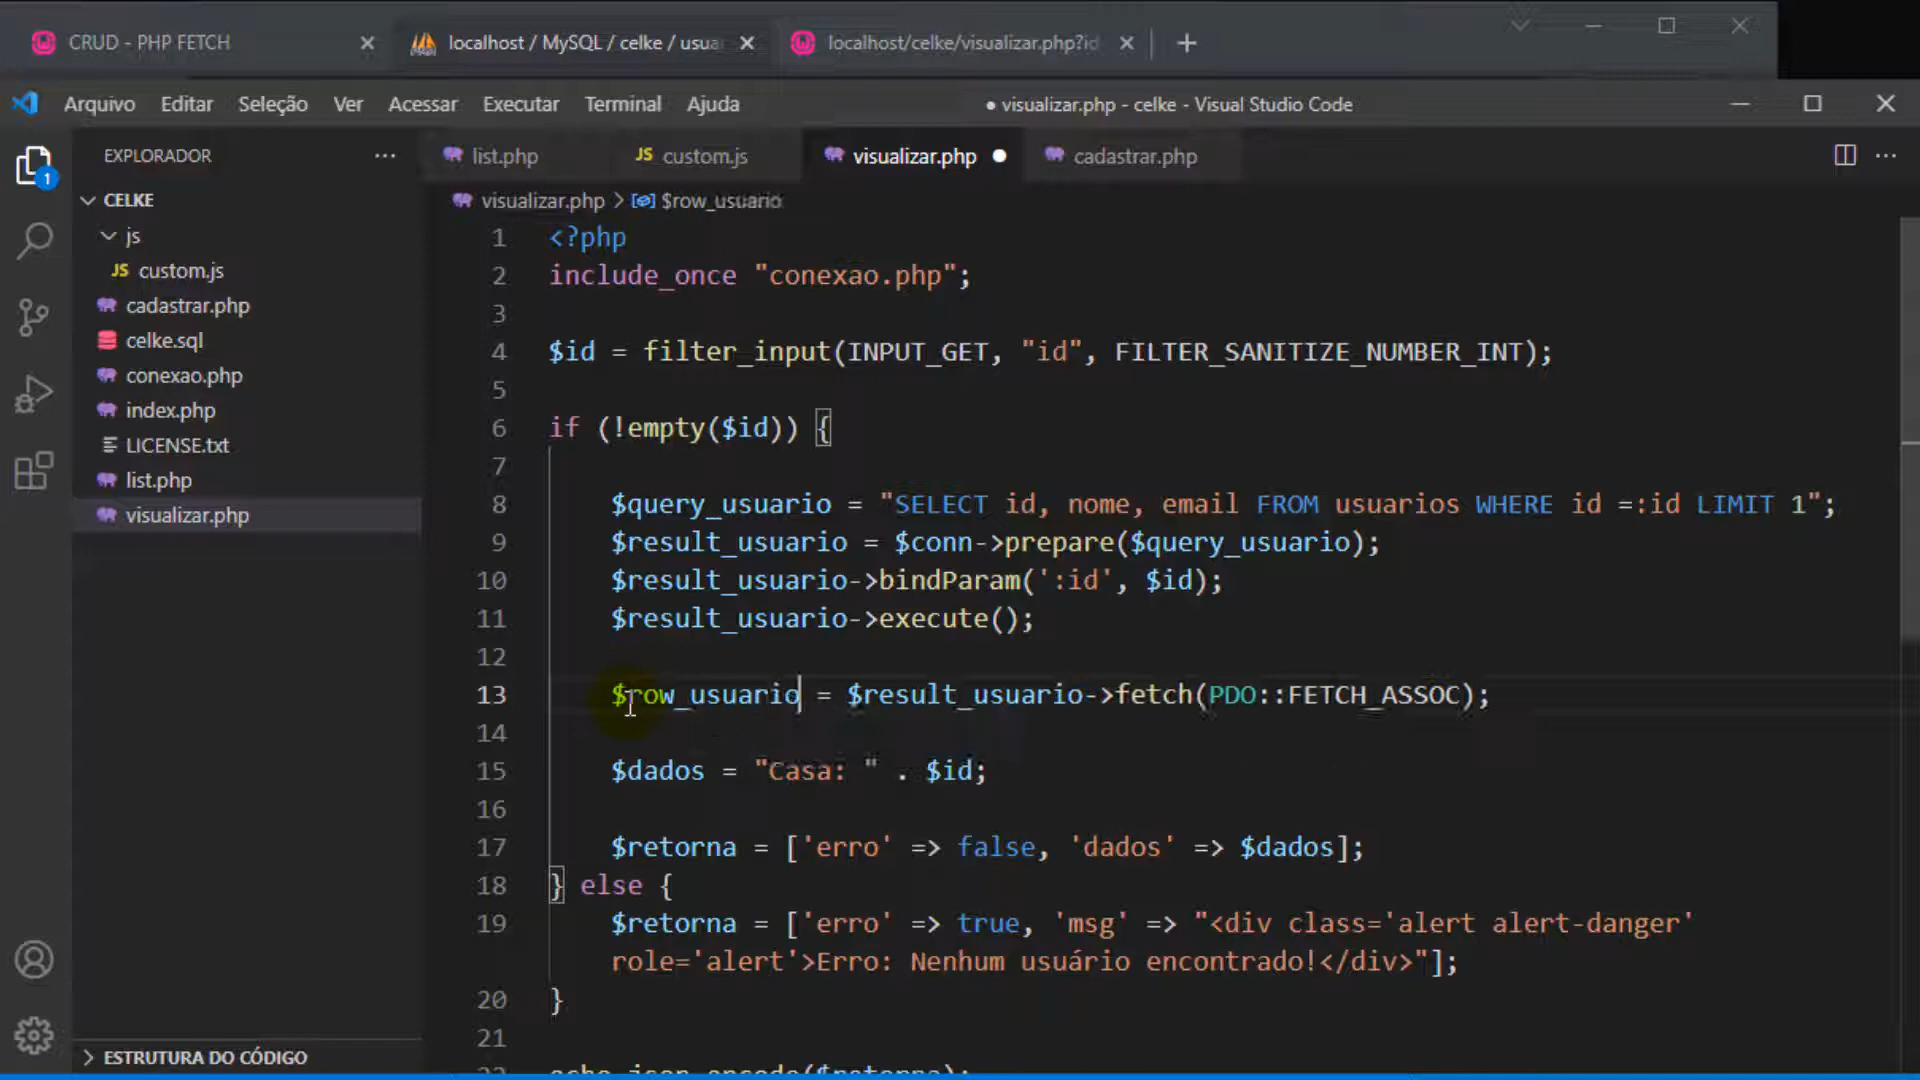 CRUD - PHP FETCH
localhost / MySQL / celke / usua
localhost/celke/visualizar.php?id
Arquivo Editar Seleção Ver Acessar Executar Terminal Ajuda
● visualizar.php - celke - Visual Studio Code
EXPLORADOR
list.php
JS custom.js
visualizar.php
cadastrar.php
1
CELKE
visualizar.php > $row_usuario
js
JS custom.js
cadastrar.php
celke.sql
conexao.php
index.php
LICENSE.txt
list.php
visualizar.php
ESTRUTURA DO CÓDIGO
1 <?php
2 include_once "conexao.php";
3
4 $id = filter_input(INPUT_GET, "id", FILTER_SANITIZE_NUMBER_INT);
5
6 if (!empty($id)) {
7
8 $query_usuario = "SELECT id, nome, email FROM usuarios WHERE id =:id LIMIT 1";
9 $result_usuario = $conn->prepare($query_usuario);
10 $result_usuario->bindParam(':id', $id);
11 $result_usuario->execute();
12
13 $row_usuario = $result_usuario->fetch(PDO::FETCH_ASSOC);
14
15 $dados = "Casa: " . $id;
16
17 $retorna = ['erro' => false, 'dados' => $dados];
18 } else {
19 $retorna = ['erro' => true, 'msg' => "<div class='alert alert-danger'
role='alert'>Erro: Nenhum usuário encontrado!</div>"];
20 }
21
22 echo json_encode($retorna);